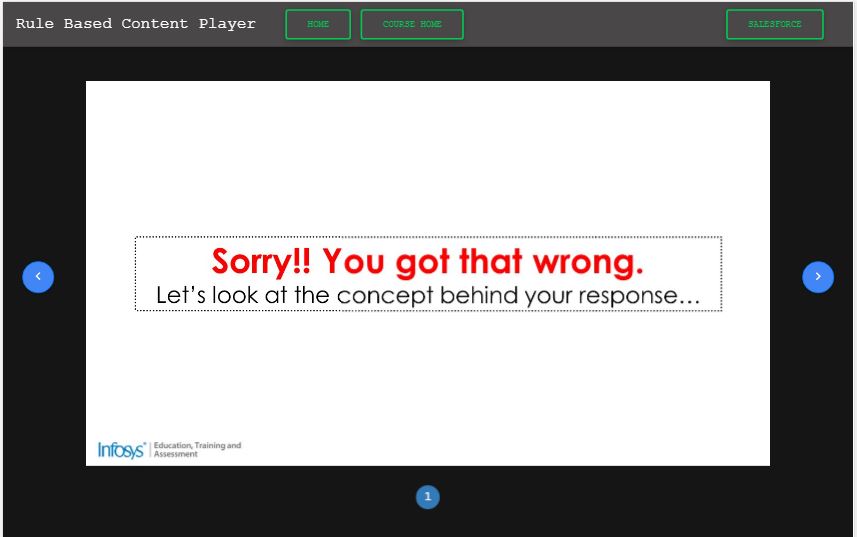 Rule Based Content Player
HOME
COURSE HOME
SALESFORCE
Sorry!! You got that wrong.
Let's look at the concept behind your response...
Infosys® | Education, Training and
Assessment
1